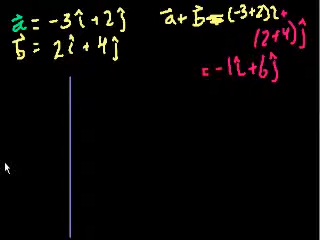 a⃗ = -3î + 2ĵ
b⃗ = 2î + 4ĵ
a⃗ + b⃗ = (-3+2)î +
(2+4)ĵ
= -1î + 6ĵ